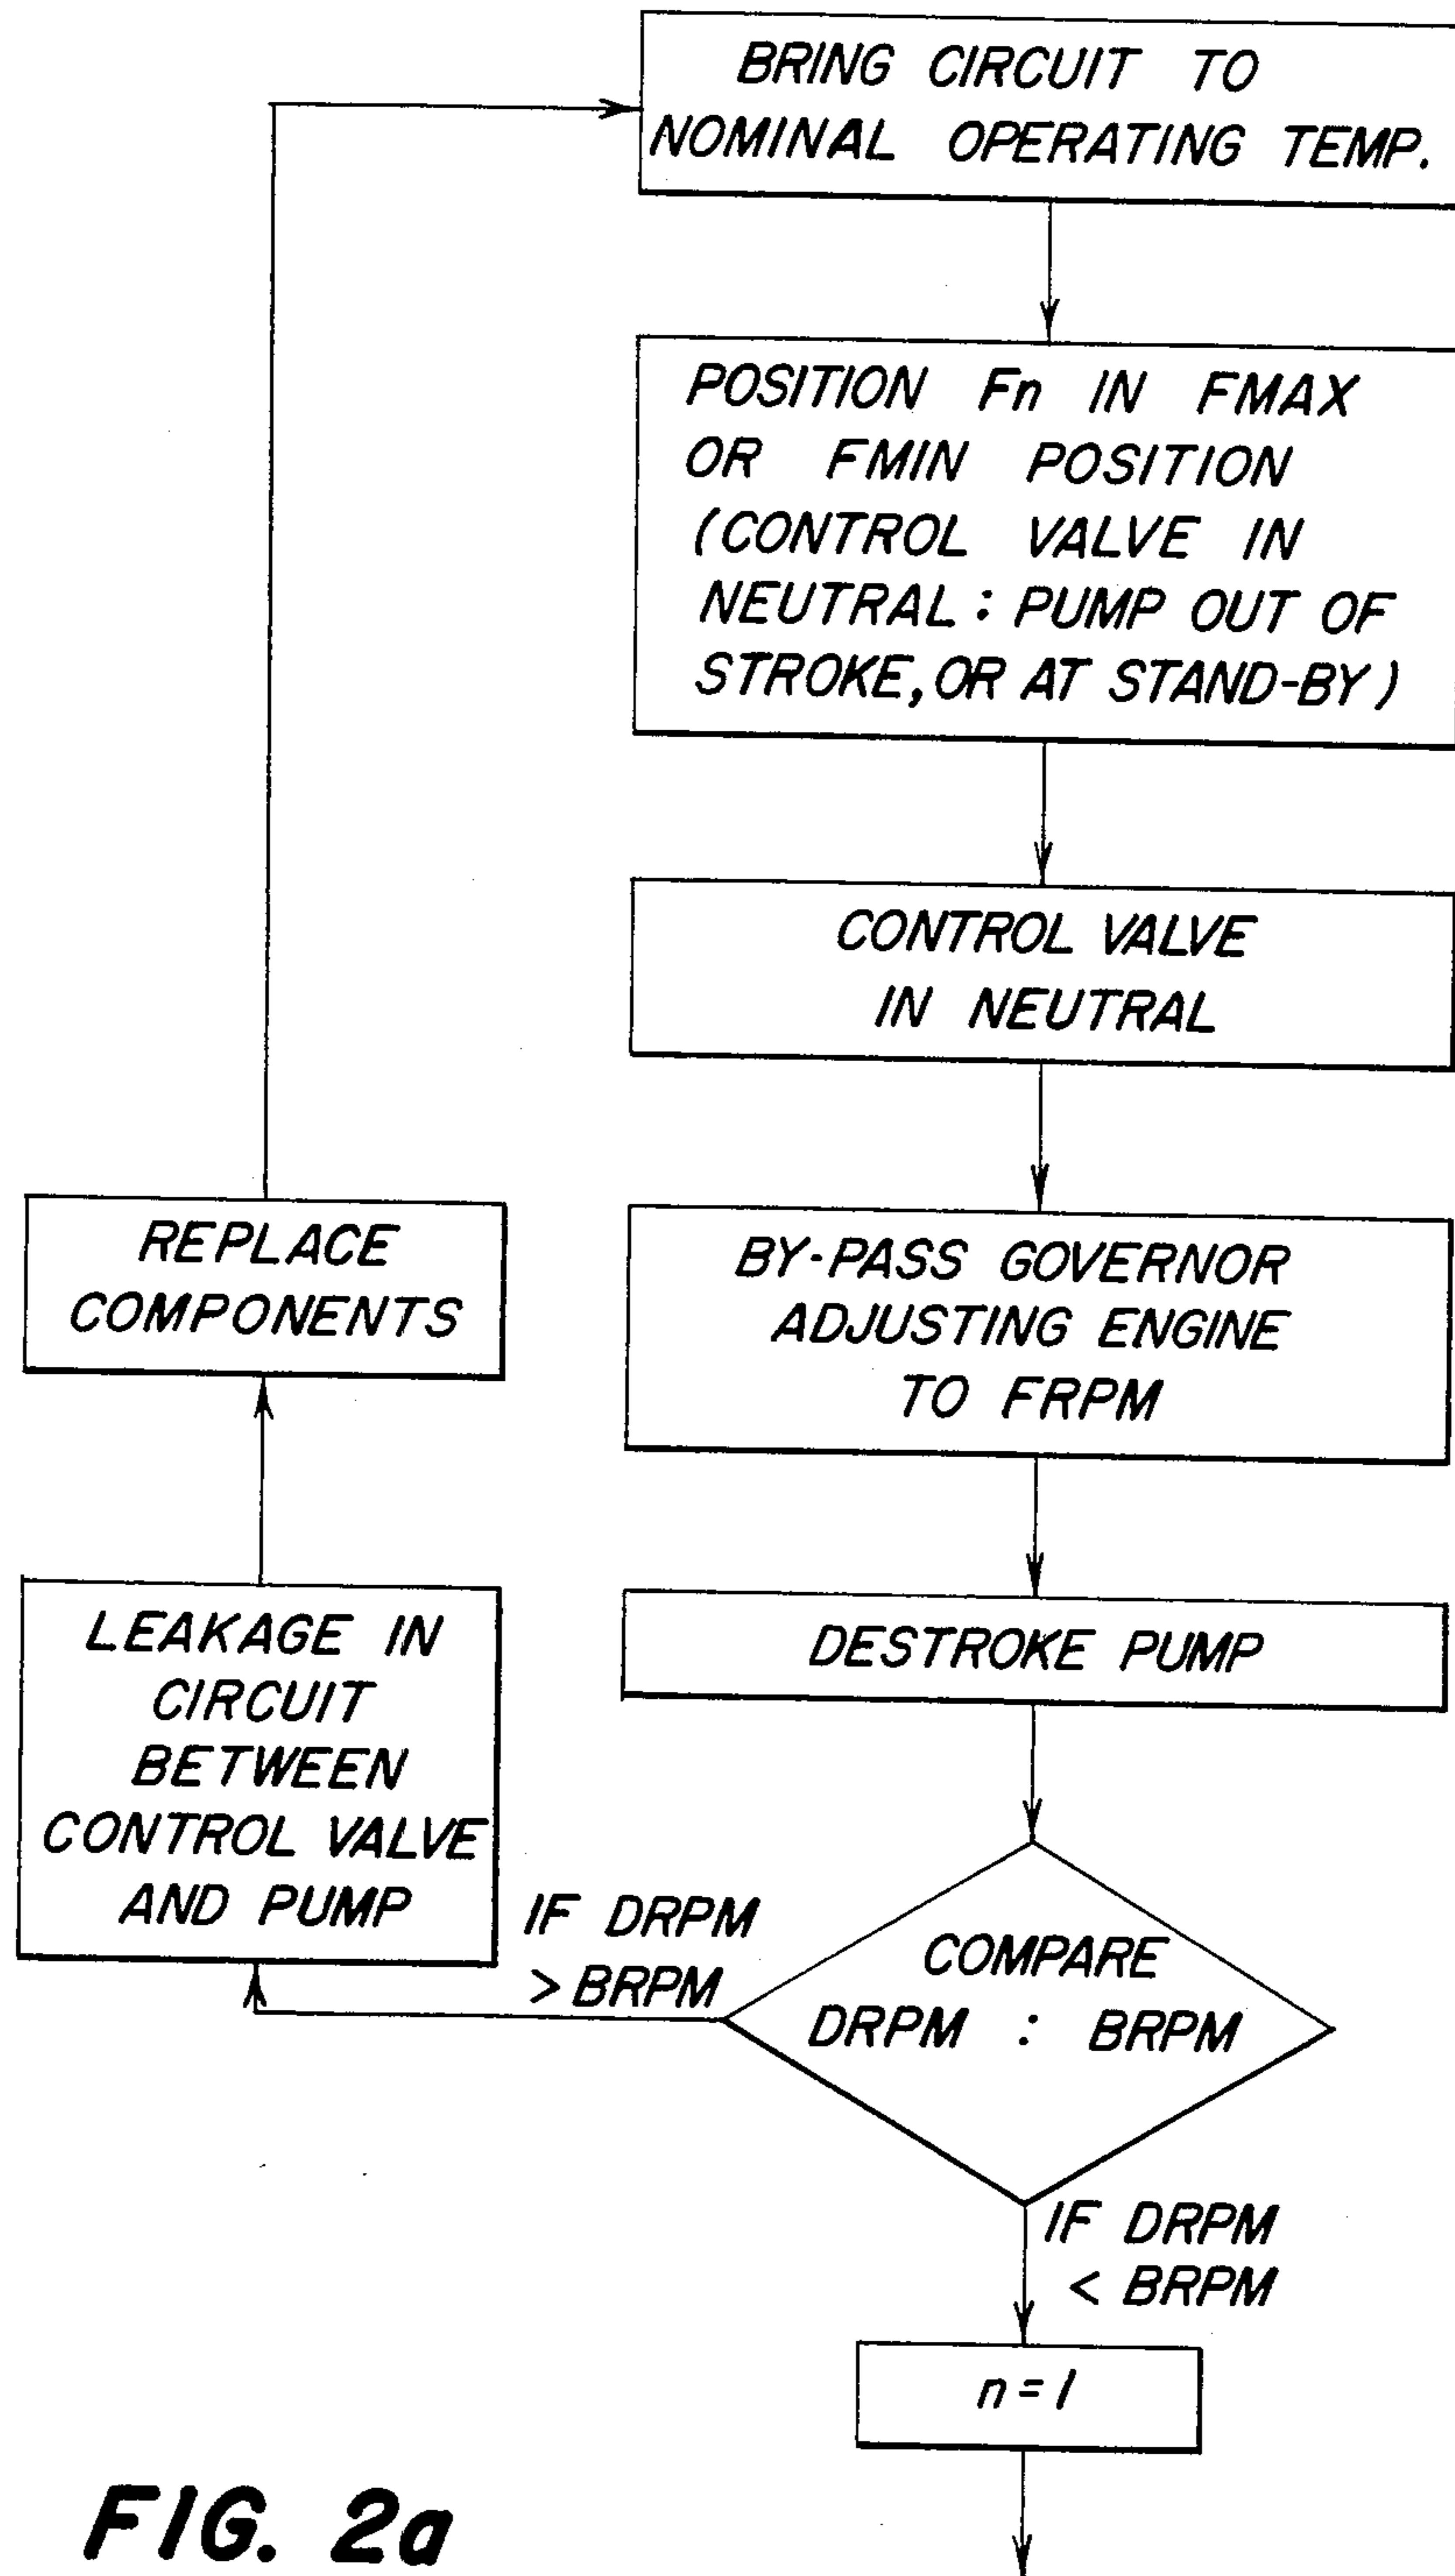 BRING CIRCUIT TO
NOMINAL OPERATING TEMP.
POSITION Fn IN FMAX
OR FMIN POSITION
(CONTROL VALVE IN
NEUTRAL : PUMP OUT OF
STROKE, OR AT STAND-BY)
CONTROL VALVE
IN NEUTRAL
BY-PASS GOVERNOR
ADJUSTING ENGINE
TO FRPM
DESTROKE PUMP
COMPARE
DRPM : BRPM
IF DRPM
> BRPM
LEAKAGE IN
CIRCUIT
BETWEEN
CONTROL VALVE
AND PUMP
REPLACE
COMPONENTS
IF DRPM
< BRPM
n = 1
FIG. 2a